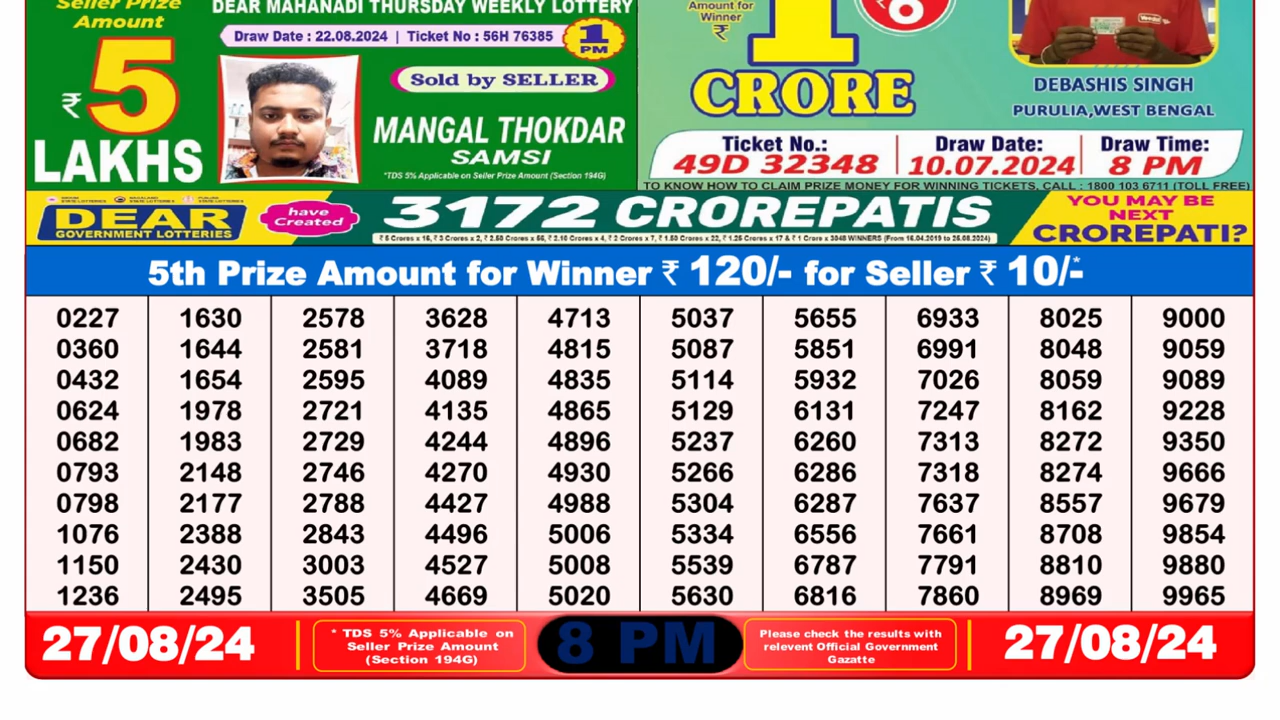 Seller Prize
Amount
₹ 5
LAKHS
DEAR MAHANADI THURSDAY WEEKLY LOTTERY
Draw Date : 22.08.2024 | Ticket No : 56H 76385
1
PM
Sold by SELLER
MANGAL THOKDAR
SAMSI
*TDS 5% Applicable on Seller Prize Amount (Section 194G)
Amount for
Winner
₹
1
CRORE
DEBASHIS SINGH
PURULIA,WEST BENGAL
Ticket No.:
49D 32348
Draw Date:
10.07.2024
Draw Time:
8 PM
TO KNOW HOW TO CLAIM PRIZE MONEY FOR WINNING TICKETS, CALL : 1800 103 6711 (TOLL FREE)
DEAR
GOVERNMENT LOTTERIES
have
Created
3172 CROREPATIS
YOU MAY BE
NEXT
CROREPATI?
5th Prize Amount for Winner ₹ 120/- for Seller ₹ 10/-*
0227 1630 2578 3628 4713 5037 5655 6933 8025 9000
0360 1644 2581 3718 4815 5087 5851 6991 8048 9059
0432 1654 2595 4089 4835 5114 5932 7026 8059 9089
0624 1978 2721 4135 4865 5129 6131 7247 8162 9228
0682 1983 2729 4244 4896 5237 6260 7313 8272 9350
0793 2148 2746 4270 4930 5266 6286 7318 8274 9666
0798 2177 2788 4427 4988 5304 6287 7637 8557 9679
1076 2388 2843 4496 5006 5334 6556 7661 8708 9854
1150 2430 3003 4527 5008 5539 6787 7791 8810 9880
1236 2495 3505 4669 5020 5630 6816 7860 8969 9965
27/08/24
* TDS 5% Applicable on
Seller Prize Amount
(Section 194G)
8 PM
Please check the results with
relevent Official Government
Gazatte
27/08/24